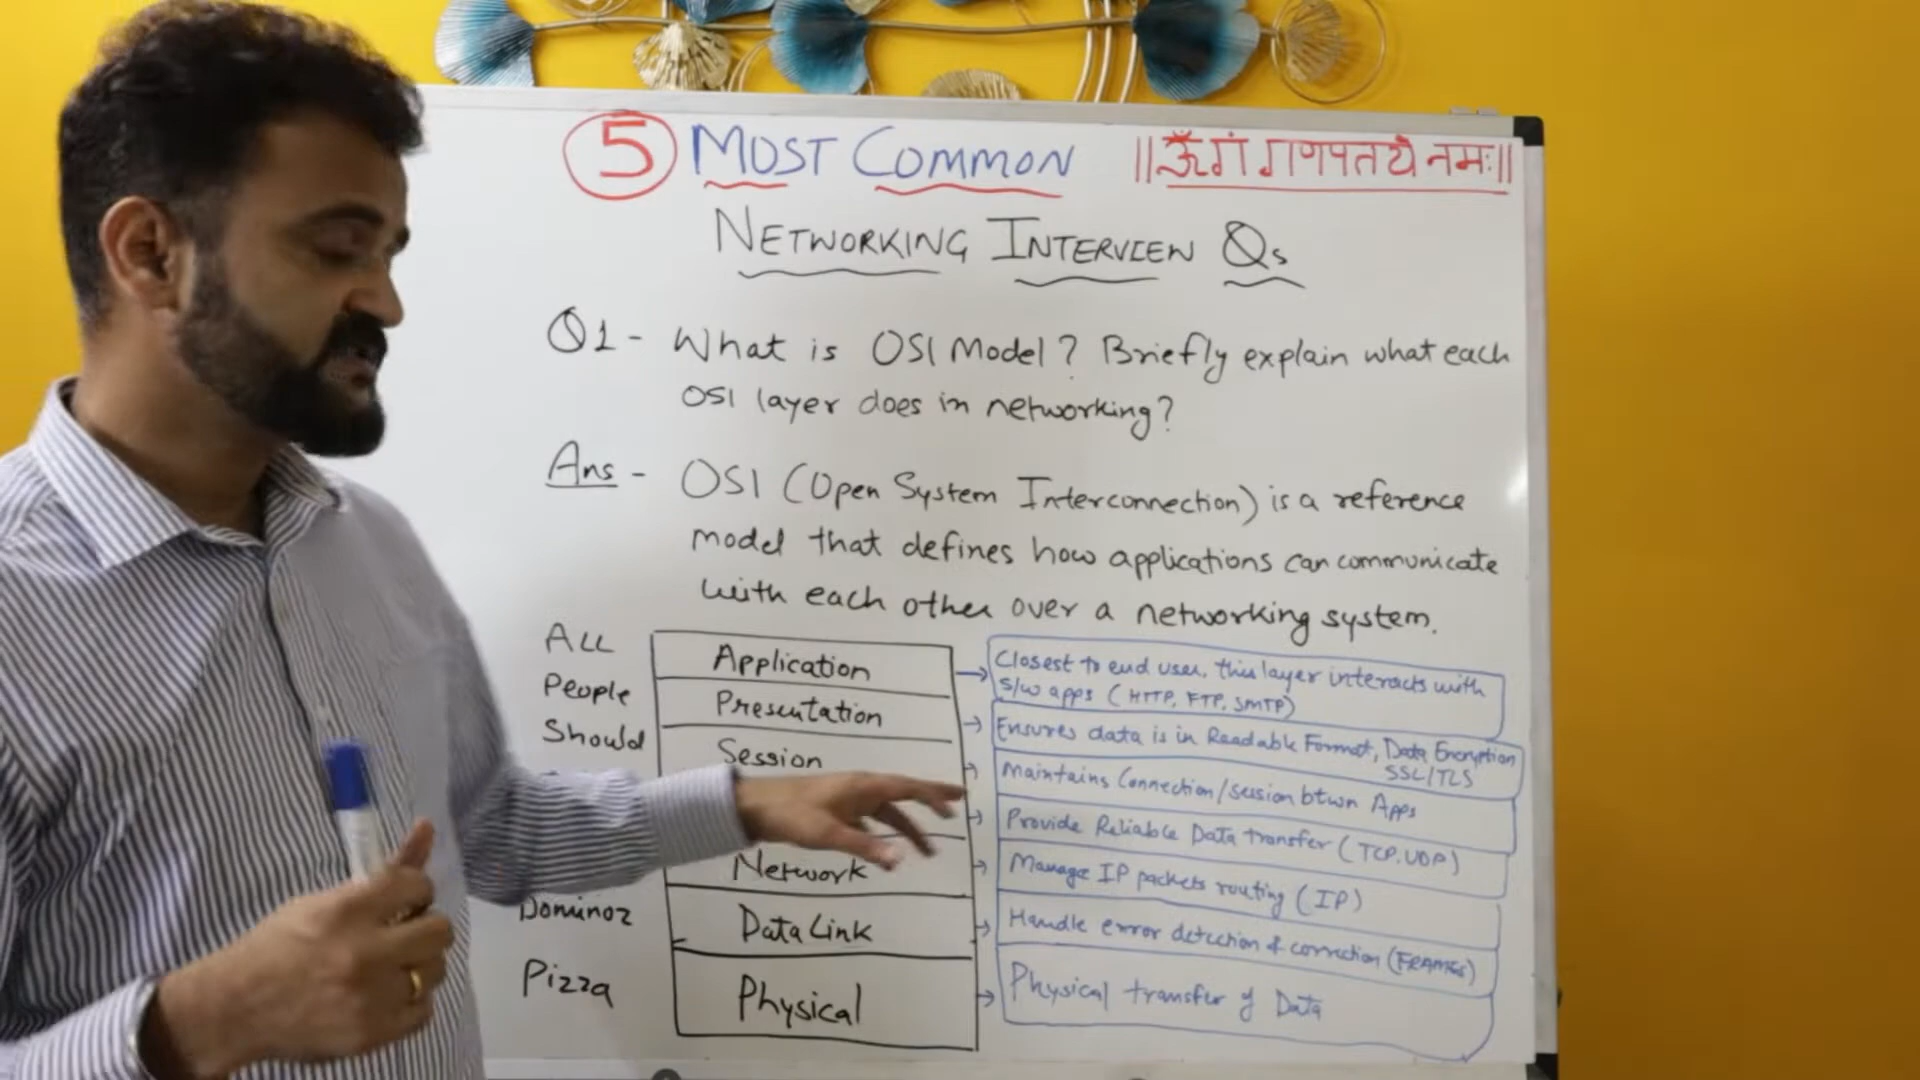 5 MOST COMMON
॥ॐ गं गणपतये नमः॥
NETWORKING INTERVIEW Qs
Q1 - What is OSI Model? Briefly explain what each
OSI layer does in networking?
Ans - OSI (Open System Interconnection) is a reference
model that defines how applications can communicate
with each other over a networking system.
ALL
People
Should
Dominoz
Pizza
Application
Presentation
Session
Network
Data Link
Physical
Closest to end user, this layer interacts with
S/w apps (HTTP, FTP, SMTP)
Ensures data is in Readable Format, Data Encryption
SSL/TLS
Maintains Connection/session btwn Apps
Provide Reliable Data transfer (TCP, UDP)
Manage IP packets routing (IP)
Handle error detection & correction (FRAMES)
Physical transfer of Data